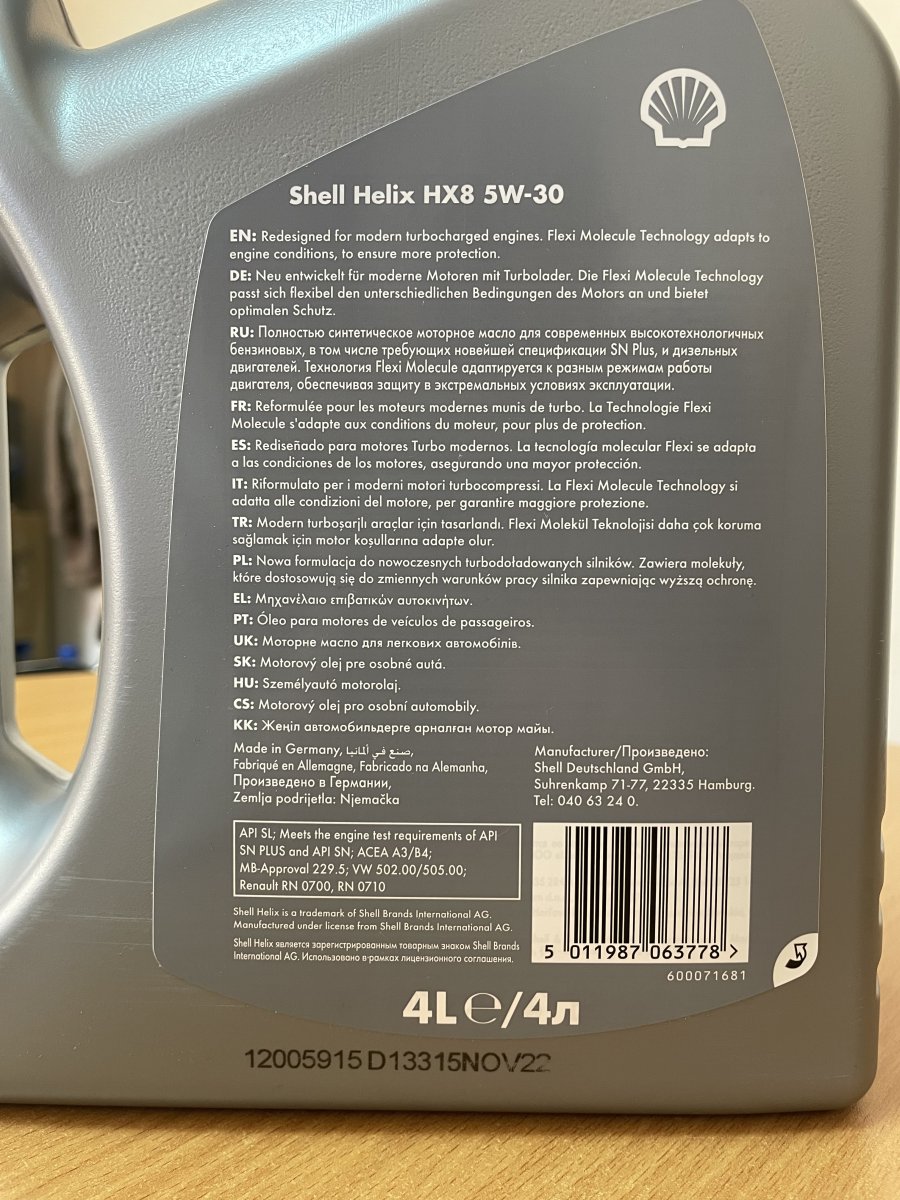 Shell Helix HX8 5W-30
EN: Redesigned for modern turbocharged engines. Flexi Molecule Technology adapts to
engine conditions, to ensure more protection.
DE: Neu entwickelt für moderne Motoren mit Turbolader. Die Flexi Molecule Technology
passt sich flexibel den unterschiedlichen Bedingungen des Motors an und bietet
optimalen Schutz.
RU: Полностью синтетическое моторное масло для современных высокотехнологичных
бензиновых, в том числе требующих новейшей спецификации SN Plus, и дизельных
двигателей. Технология Flexi Molecule адаптируется к разным режимам работы
двигателя, обеспечивая защиту в экстремальных условиях эксплуатации.
FR: Reformulée pour les moteurs modernes munis de turbo. La Technologie Flexi
Molecule s'adapte aux conditions du moteur, pour plus de protection.
ES: Rediseñado para motores Turbo modernos. La tecnología molecular Flexi se adapta
a las condiciones de los motores, asegurando una mayor protección.
IT: Riformulato per i moderni motori turbocompressi. La Flexi Molecule Technology si
adatta alle condizioni del motore, per garantire maggiore protezione.
TR: Modern turboşarjlı araçlar için tasarlandı. Flexi Molekül Teknolojisi daha çok koruma
sağlamak için motor koşullarına adapte olur.
PL: Nowa formulacja do nowoczesnych turbodoładowanych silników. Zawiera molekuły,
które dostosowują się do zmiennych warunków pracy silnika zapewniając wyższą ochronę.
EL: Μηχανέλαιο επιβατικών αυτοκινήτων.
PT: Óleo para motores de veículos de passageiros.
UK: Моторне масло для легкових автомобілів.
SK: Motorový olej pre osobné autá.
HU: Személyautó motorolaj.
CS: Motorový olej pro osobní automobily.
KK: Жеңіл автомобильдерге арналған мотор майы.
Made in Germany, صنع في ألمانيا,
Fabriqué en Allemagne, Fabricado na Alemanha,
Произведено в Германии,
Zemlja podrijetla: Njemačka
Manufacturer/Произведено:
Shell Deutschland GmbH,
Suhrenkamp 71-77, 22335 Hamburg.
Tel: 040 63 24 0.
API SL; Meets the engine test requirements of API
SN PLUS and API SN; ACEA A3/B4;
MB-Approval 229.5; VW 502.00/505.00;
Renault RN 0700, RN 0710
Shell Helix is a trademark of Shell Brands International AG.
Manufactured under license from Shell Brands International AG.
Shell Helix является зарегистрированным товарным знаком Shell Brands
International AG. Использовано в рамках лицензионного соглашения.
5 011987 063778 >
600071681
4L ℮/4л
12005915 D13315NOV22